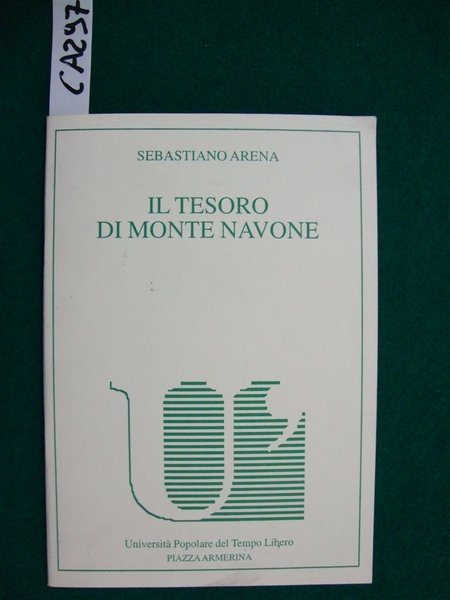 CA297
SEBASTIANO ARENA
IL TESORO
DI MONTE NAVONE
Università Popolare del Tempo Libero
PIAZZA ARMERINA